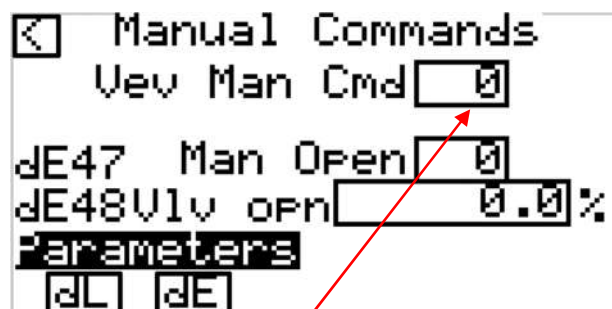 < Manual Commands
Vev Man Cmd 0
dE47 Man Open 0
dE48Vlv opn 0.0%
Parameters
dL dE